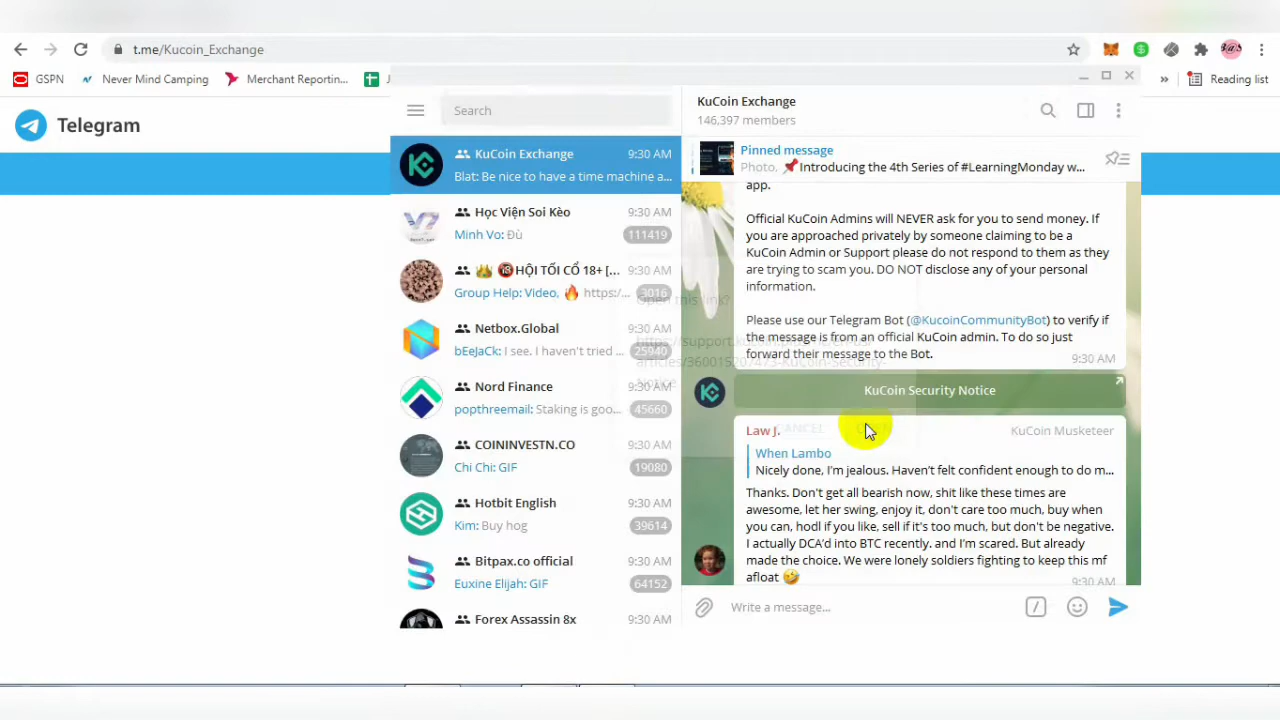 t.me/Kucoin_Exchange
GSPN
Never Mind Camping
Merchant Reporting...
»
Reading list
Telegram
Search
KuCoin Exchange
9:30 AM
Blat: Be nice to have a time machine a...
Học Viện Soi Kèo
9:30 AM
Minh Vo: Đù
111419
HỘI TỐI CỔ 18+ [...
9:30 AM
Group Help: Video, 🔥 https:/...
3016
Netbox.Global
9:30 AM
bEeJaCk: I see. I haven't tried ...
25940
Nord Finance
9:30 AM
popthreemail: Staking is goo...
45660
COININVESTN.CO
9:30 AM
Chi Chi: GIF
19080
Hotbit English
9:30 AM
Kim: Buy hog
39614
Bitpax.co official
9:30 AM
Euxine Elijah: GIF
64152
Forex Assassin 8x
9:30 AM
KuCoin Exchange
146,397 members
Pinned message
Photo, 📌Introducing the 4th Series of #LearningMonday w...
app.
Official KuCoin Admins will NEVER ask for you to send money. If
you are approached privately by someone claiming to be a
KuCoin Admin or Support please do not respond to them as they
are trying to scam you. DO NOT disclose any of your personal
information.
Please use our Telegram Bot (@KucoinCommunityBot) to verify if
the message is from an official KuCoin admin. To do so just
forward their message to the Bot.
9:30 AM
Open this link?
CANCEL
KuCoin Security Notice
Law J.
KuCoin Musketeer
When Lambo
Nicely done, I'm jealous. Haven't felt confident enough to do m...
Thanks. Don't get all bearish now, shit like these times are
awesome, let her swing, enjoy it, don't care too much, buy when
you can, hodl if you like, sell if it's too much, but don't be negative.
I actually DCA'd into BTC recently. and I'm scared. But already
made the choice. We were lonely soldiers fighting to keep this mf
afloat 🤣
9:30 AM
Write a message...